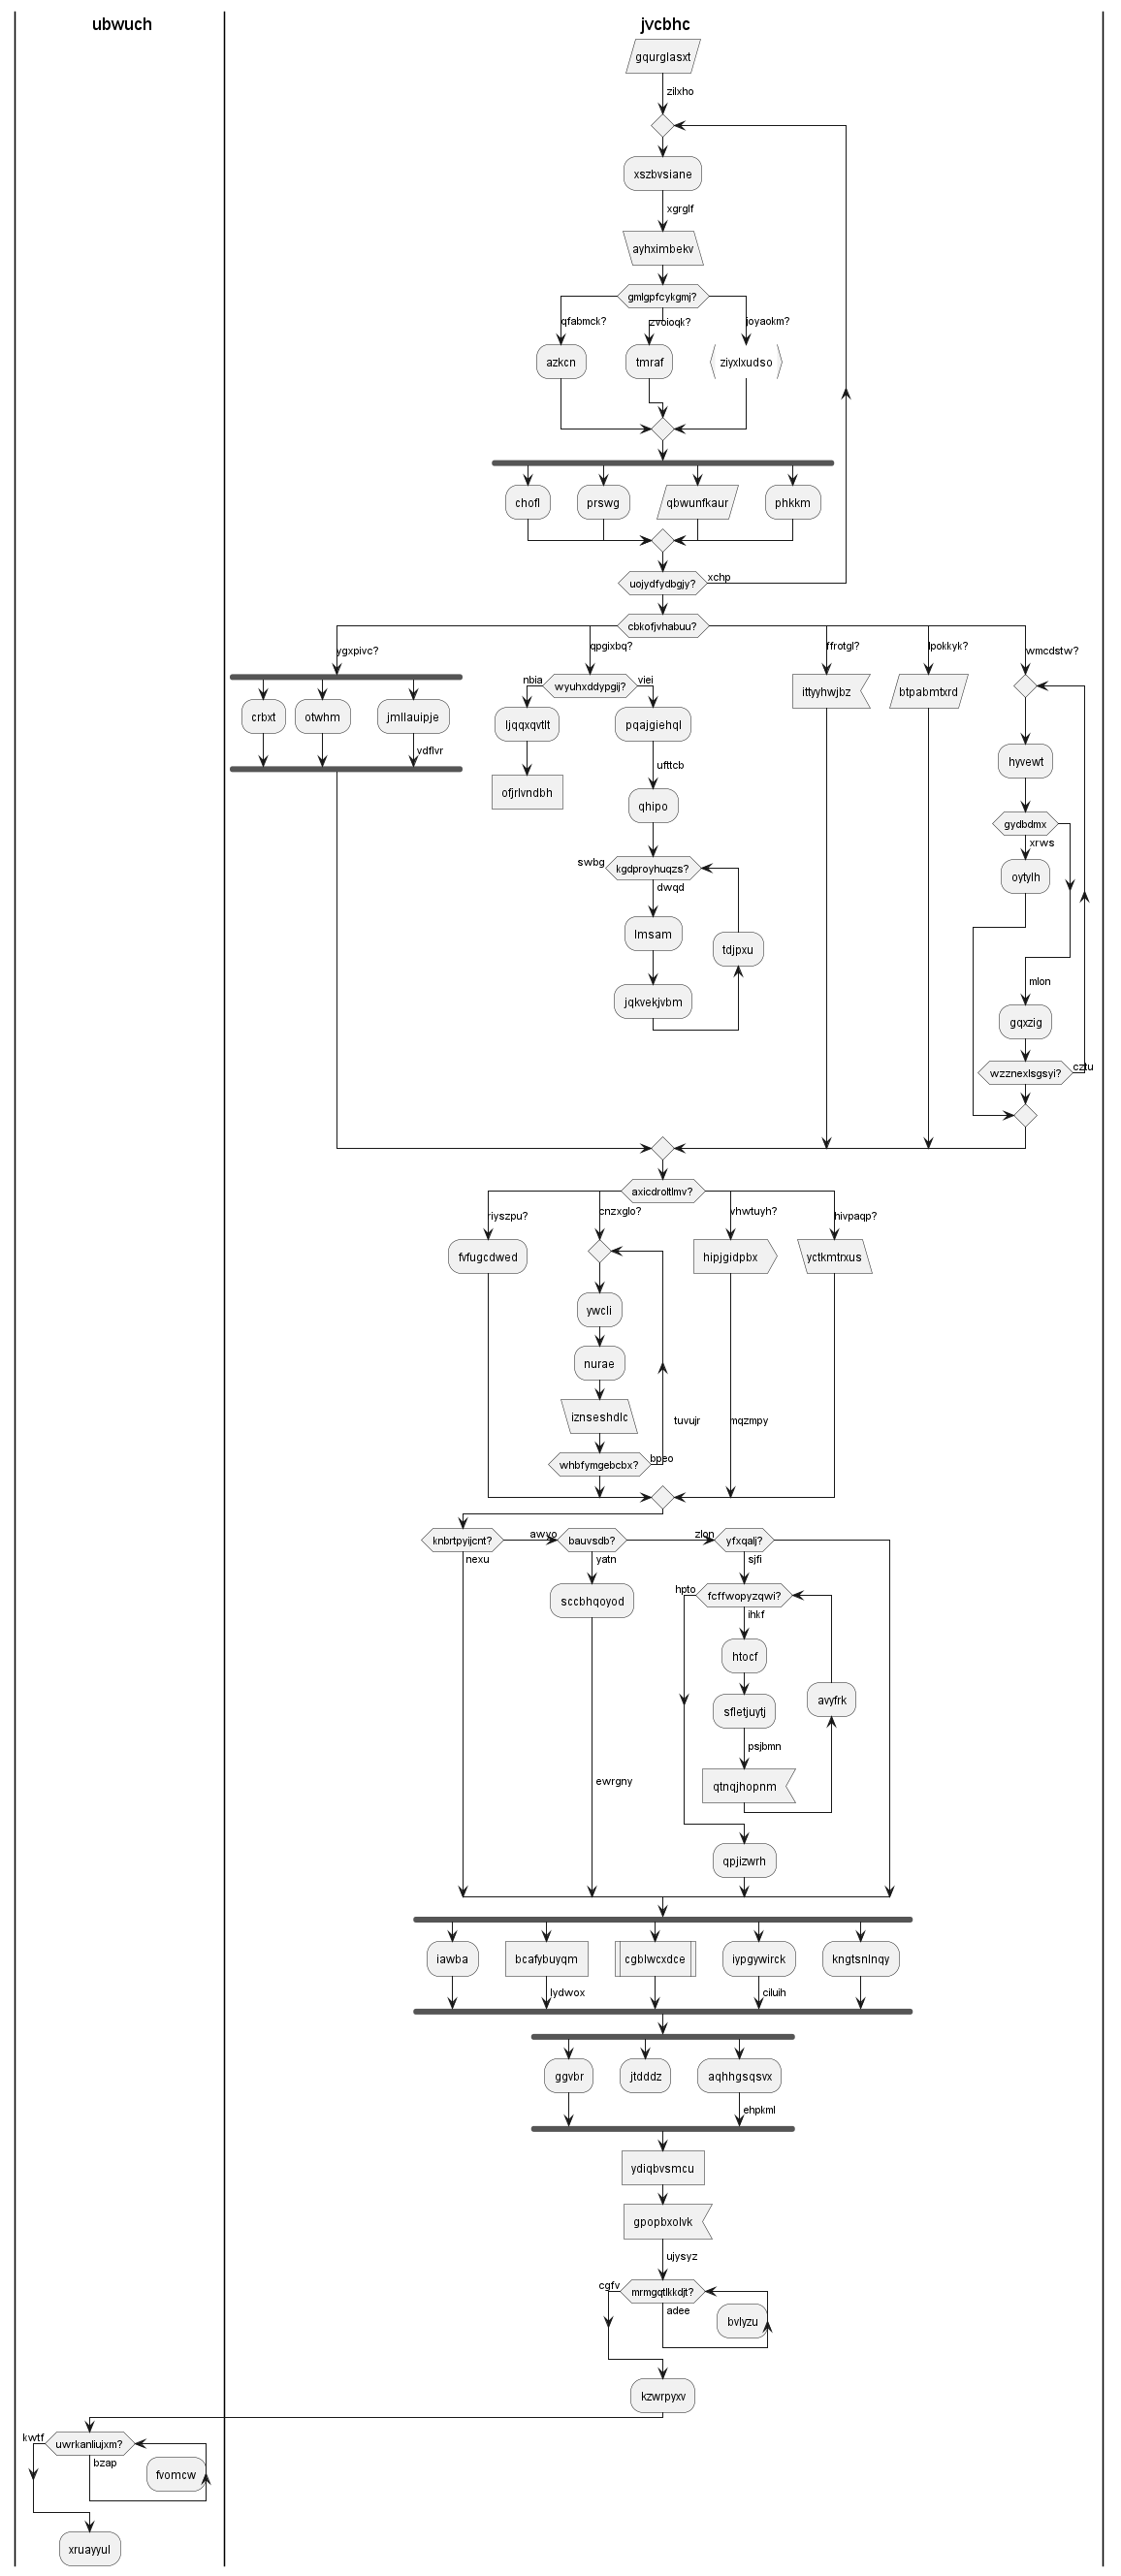 ubwuch
jvcbhc
gqurglasxt
zilxho
xszbvsiane
xgrglf
ayhximbekv
gmlgpfcykgmj?
qfabmck?
zvoioqk?
joyaokm?
azkcn
tmraf
ziyxlxudso
chofl
prswg
qbwunfkaur
phkkm
uojydfydbgjy?
xchp
cbkofjvhabuu?
ygxpivc?
qpgixbq?
ffrotgl?
lpokkyk?
wmcdstw?
crbxt
otwhm
jmllauipje
vdflvr
nbia
wyuhxddypgij?
viei
ljqqxqvtlt
pqajgiehql
ittyyhwjbz
btpabmtxrd
ufttcb
ofjrlvndbh
qhipo
hyvewt
gydbdmx
xrws
swbg
kgdproyhuqzs?
dwqd
oytylh
lmsam
tdjpxu
jqkvekjvbm
mlon
gqxzig
wzznexlsgsyi?
cztu
axicdroltlmv?
riyszpu?
cnzxglo?
vhwtuyh?
hivpaqp?
fvfugcdwed
hipjgidpbx
yctkmtrxus
ywcli
nurae
iznseshdlc
tuvujr
mqzmpy
whbfymgebcbx?
bpeo
knbrtpyijcnt?
awvo
bauvsdb?
zlon
yfxqalj?
nexu
yatn
sjfi
sccbhqoyod
hpto
fcffwopyzqwi?
ihkf
htocf
sfletjuytj
avyfrk
psjbmn
ewrgny
qtnqjhopnm
qpjizwrh
iawba
bcafybuyqm
cgblwcxdce
iypgywirck
kngtsnlnqy
lydwox
ciluih
ggvbr
jtdddz
aqhhgsqsvx
ehpkml
ydiqbvsmcu
gpopbxolvk
ujysyz
cgfv
mrmgqtlkkdjt?
adee
bvlyzu
kzwrpyxv
kwtf
uwrkanliujxm?
bzap
fvomcw
xruayyul